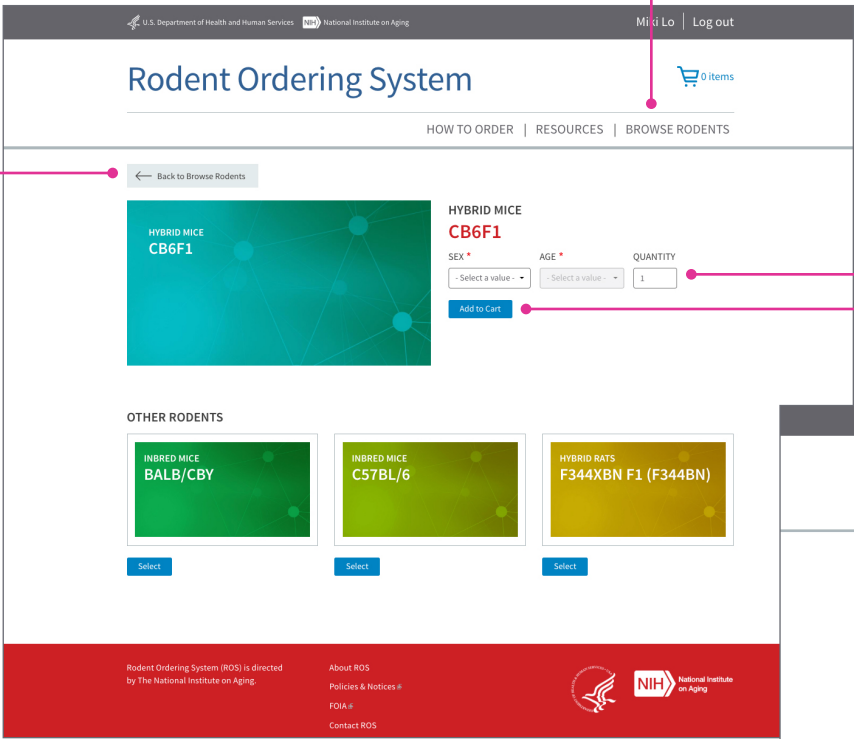 U.S. Department of Health and Human Services NIH National Institute on Aging
Miki Lo | Log out
Rodent Ordering System
0 items
HOW TO ORDER | RESOURCES | BROWSE RODENTS
Back to Browse Rodents
HYBRID MICE
CB6F1
HYBRID MICE
CB6F1
SEX * AGE * QUANTITY
- Select a value - - Select a value - 1
Add to Cart
OTHER RODENTS
INBRED MICE
BALB/CBY
Select
INBRED MICE
C57BL/6
Select
HYBRID RATS
F344XBN F1 (F344BN)
Select
Rodent Ordering System (ROS) is directed
by The National Institute on Aging.
About ROS
Policies & Notices
FOIA
Contact ROS
NIH National Institute
on Aging